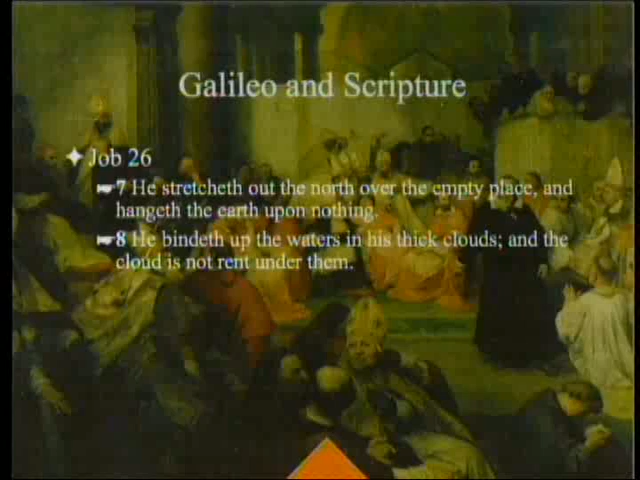 Galileo and Scripture
Job 26
7 He stretcheth out the north over the empty place, and
hangeth the earth upon nothing.
8 He bindeth up the waters in his thick clouds; and the
cloud is not rent under them.